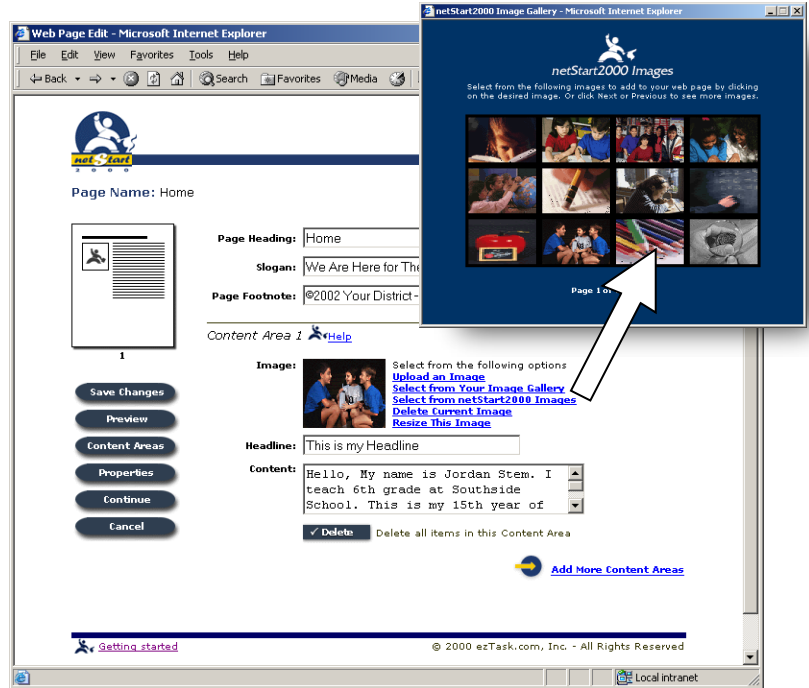 Web Page Edit - Microsoft Internet Explorer
File Edit View Favorites Tools Help
Back Search Favorites Media
net Start
2 0 0 0
Page Name: Home
Page Heading: Home
Slogan: We Are Here for The
Page Footnote: ©2002 Your District -
1
Content Area 1 Help
Image:
Select from the following options
Upload an Image
Select from Your Image Gallery
Select from netStart2000 Images
Delete Current Image
Resize This Image
Save Changes
Preview
Content Areas
Properties
Continue
Cancel
Headline: This is my Headline
Content: Hello, My name is Jordan Stem. I
teach 6th grade at Southside
School. This is my 15th year of
✓ Delete Delete all items in this Content Area
Add More Content Areas
Getting started © 2000 ezTask.com, Inc. - All Rights Reserved
Local intranet
netStart2000 Image Gallery - Microsoft Internet Explorer
netStart2000 Images
Select from the following images to add to your web page by clicking
on the desired image. Or click Next or Previous to see more images.
Page 1 of